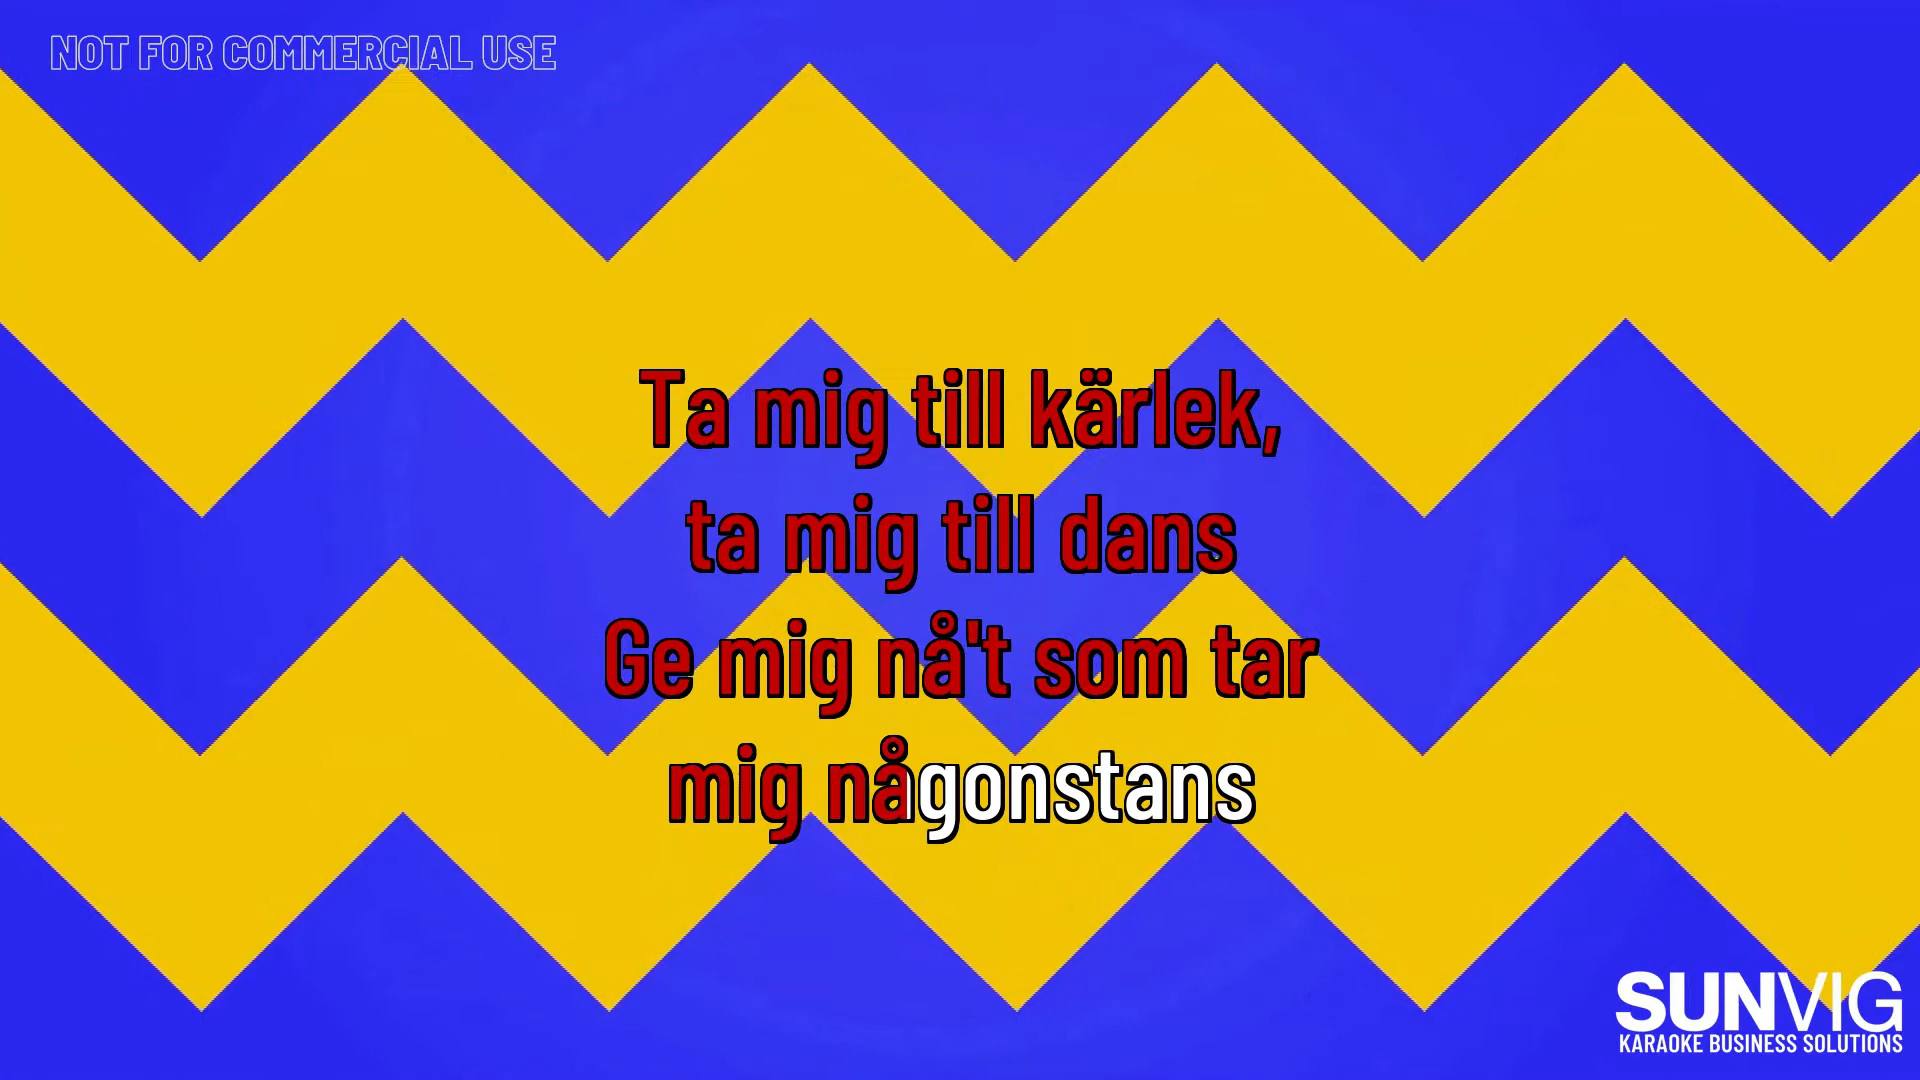 NOT FOR COMMERCIAL USE
Ta mig till kärlek,
ta mig till dans
Ge mig nå't som tar
mig någonstans
SUNVIG
KARAOKE BUSINESS SOLUTIONS